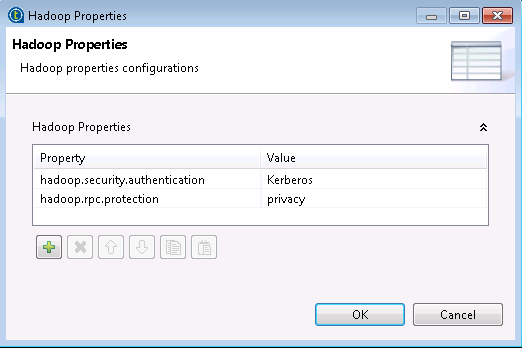 Hadoop Properties
Hadoop Properties
Hadoop properties configurations
Hadoop Properties
Property Value
hadoop.security.authentication Kerberos
hadoop.rpc.protection privacy
OK Cancel